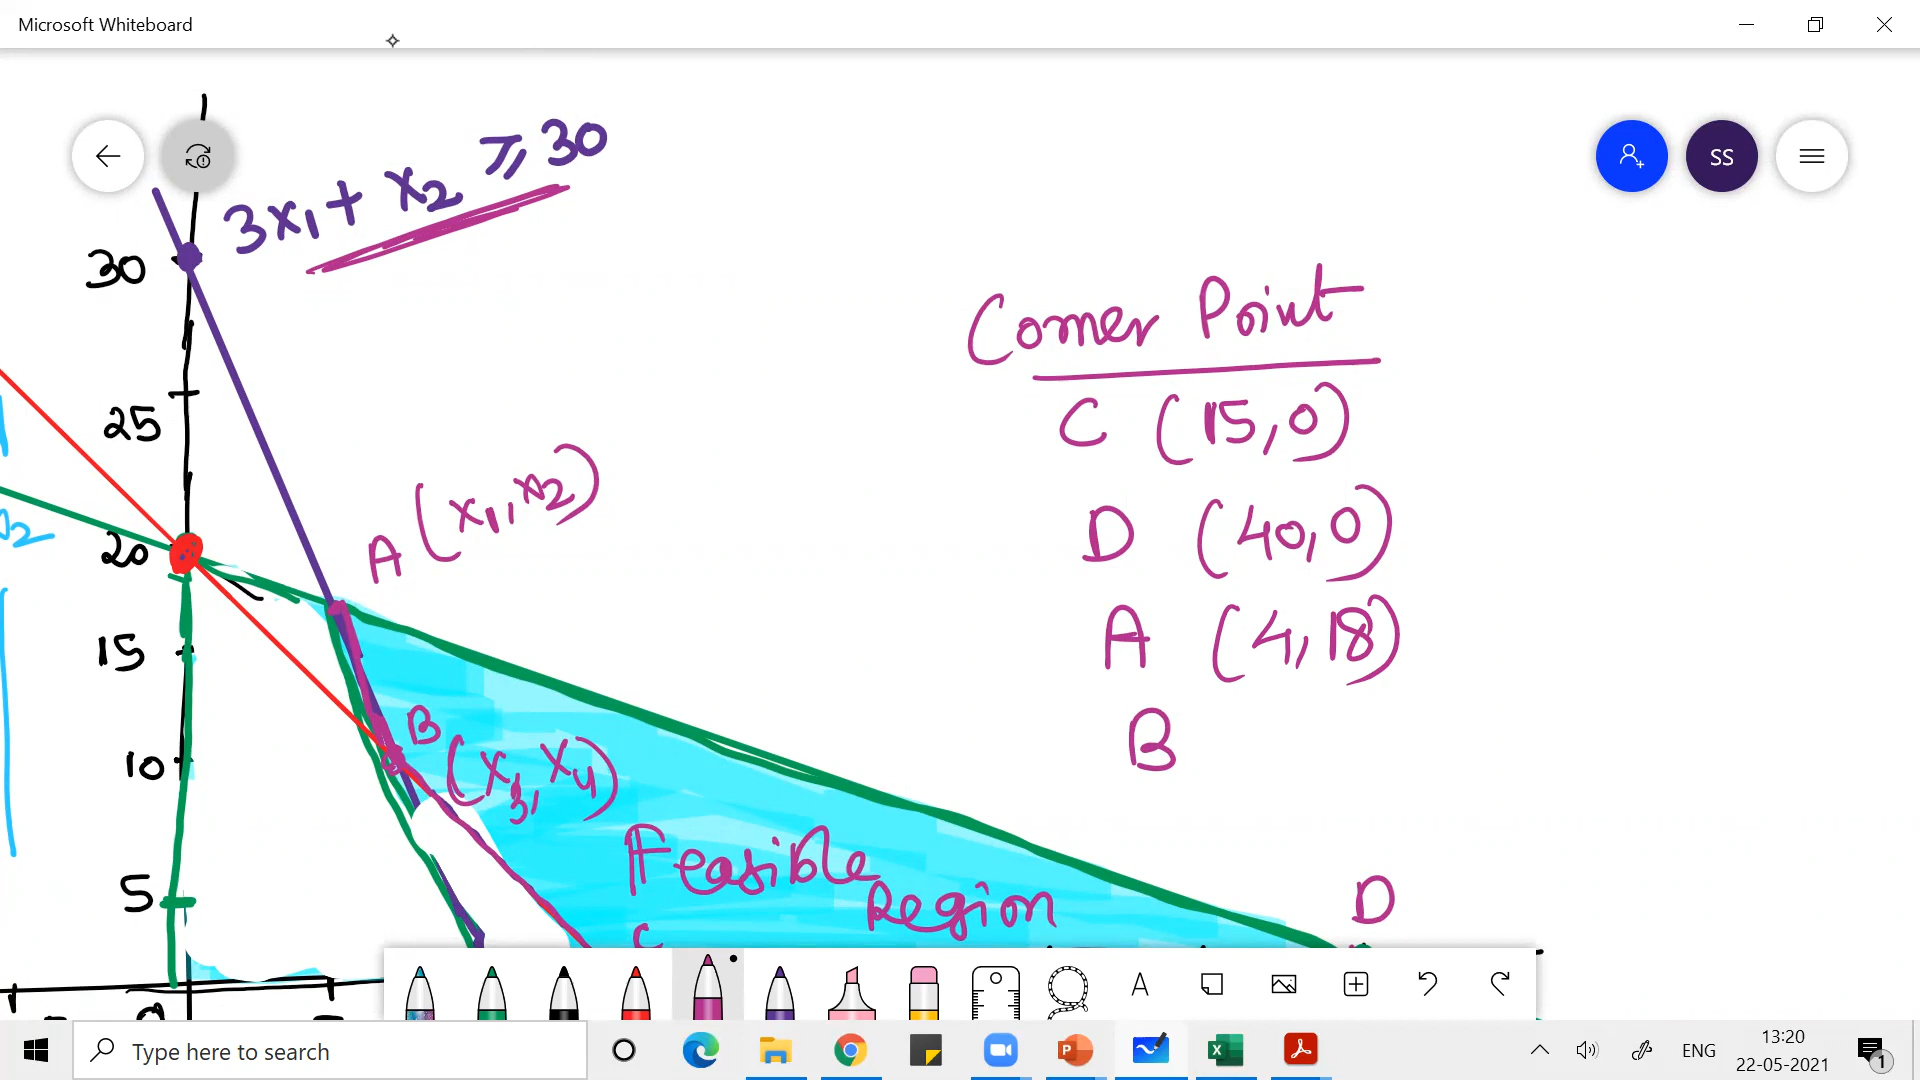 Microsoft Whiteboard
3x1 + x2 ≥ 30
SS
30
Corner Point
25
C (15,0)
A (x1, x2)
D (40,0)
20
A (4,18)
15
B
B (x3, x4)
10
Feasible
Region
5
D
C
A
Type here to search
ENG
13:20
22-05-2021
1